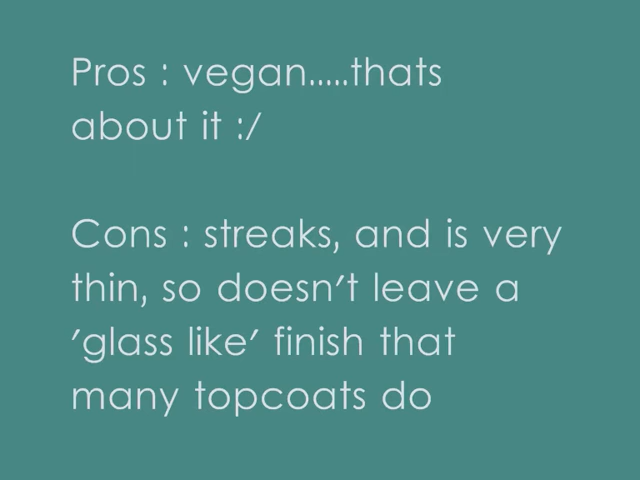 Pros : vegan.....thats
about it :/
Cons : streaks, and is very
thin, so doesn't leave a
'glass like' finish that
many topcoats do